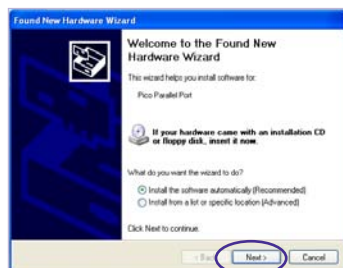 Found New Hardware Wizard
Welcome to the Found New
Hardware Wizard
This wizard helps you install software for:
Pico Parallel Port
If your hardware came with an installation CD
or floppy disk, insert it now.
What do you want the wizard to do?
Install the software automatically (Recommended)
Install from a list or specific location (Advanced)
Click Next to continue.
< Back
Next >
Cancel